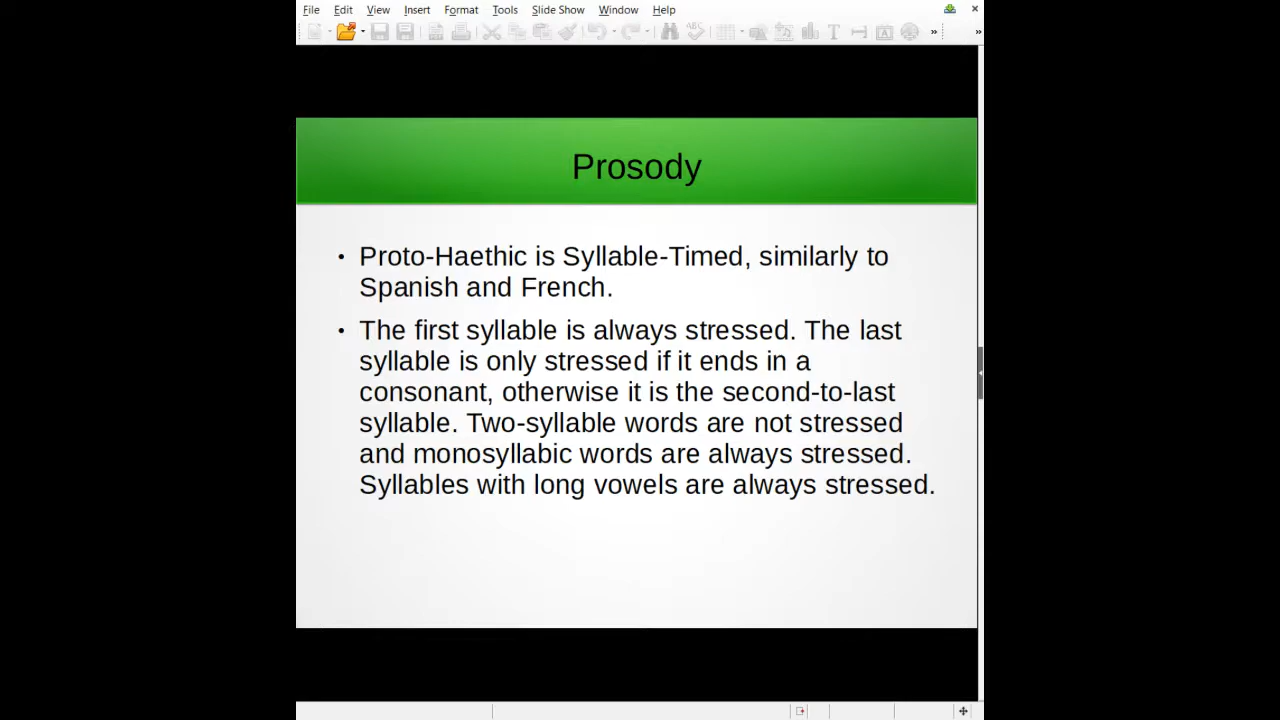 File Edit View Insert Format Tools Slide Show Window Help
Prosody
• Proto-Haethic is Syllable-Timed, similarly to
Spanish and French.
• The first syllable is always stressed. The last
syllable is only stressed if it ends in a
consonant, otherwise it is the second-to-last
syllable. Two-syllable words are not stressed
and monosyllabic words are always stressed.
Syllables with long vowels are always stressed.